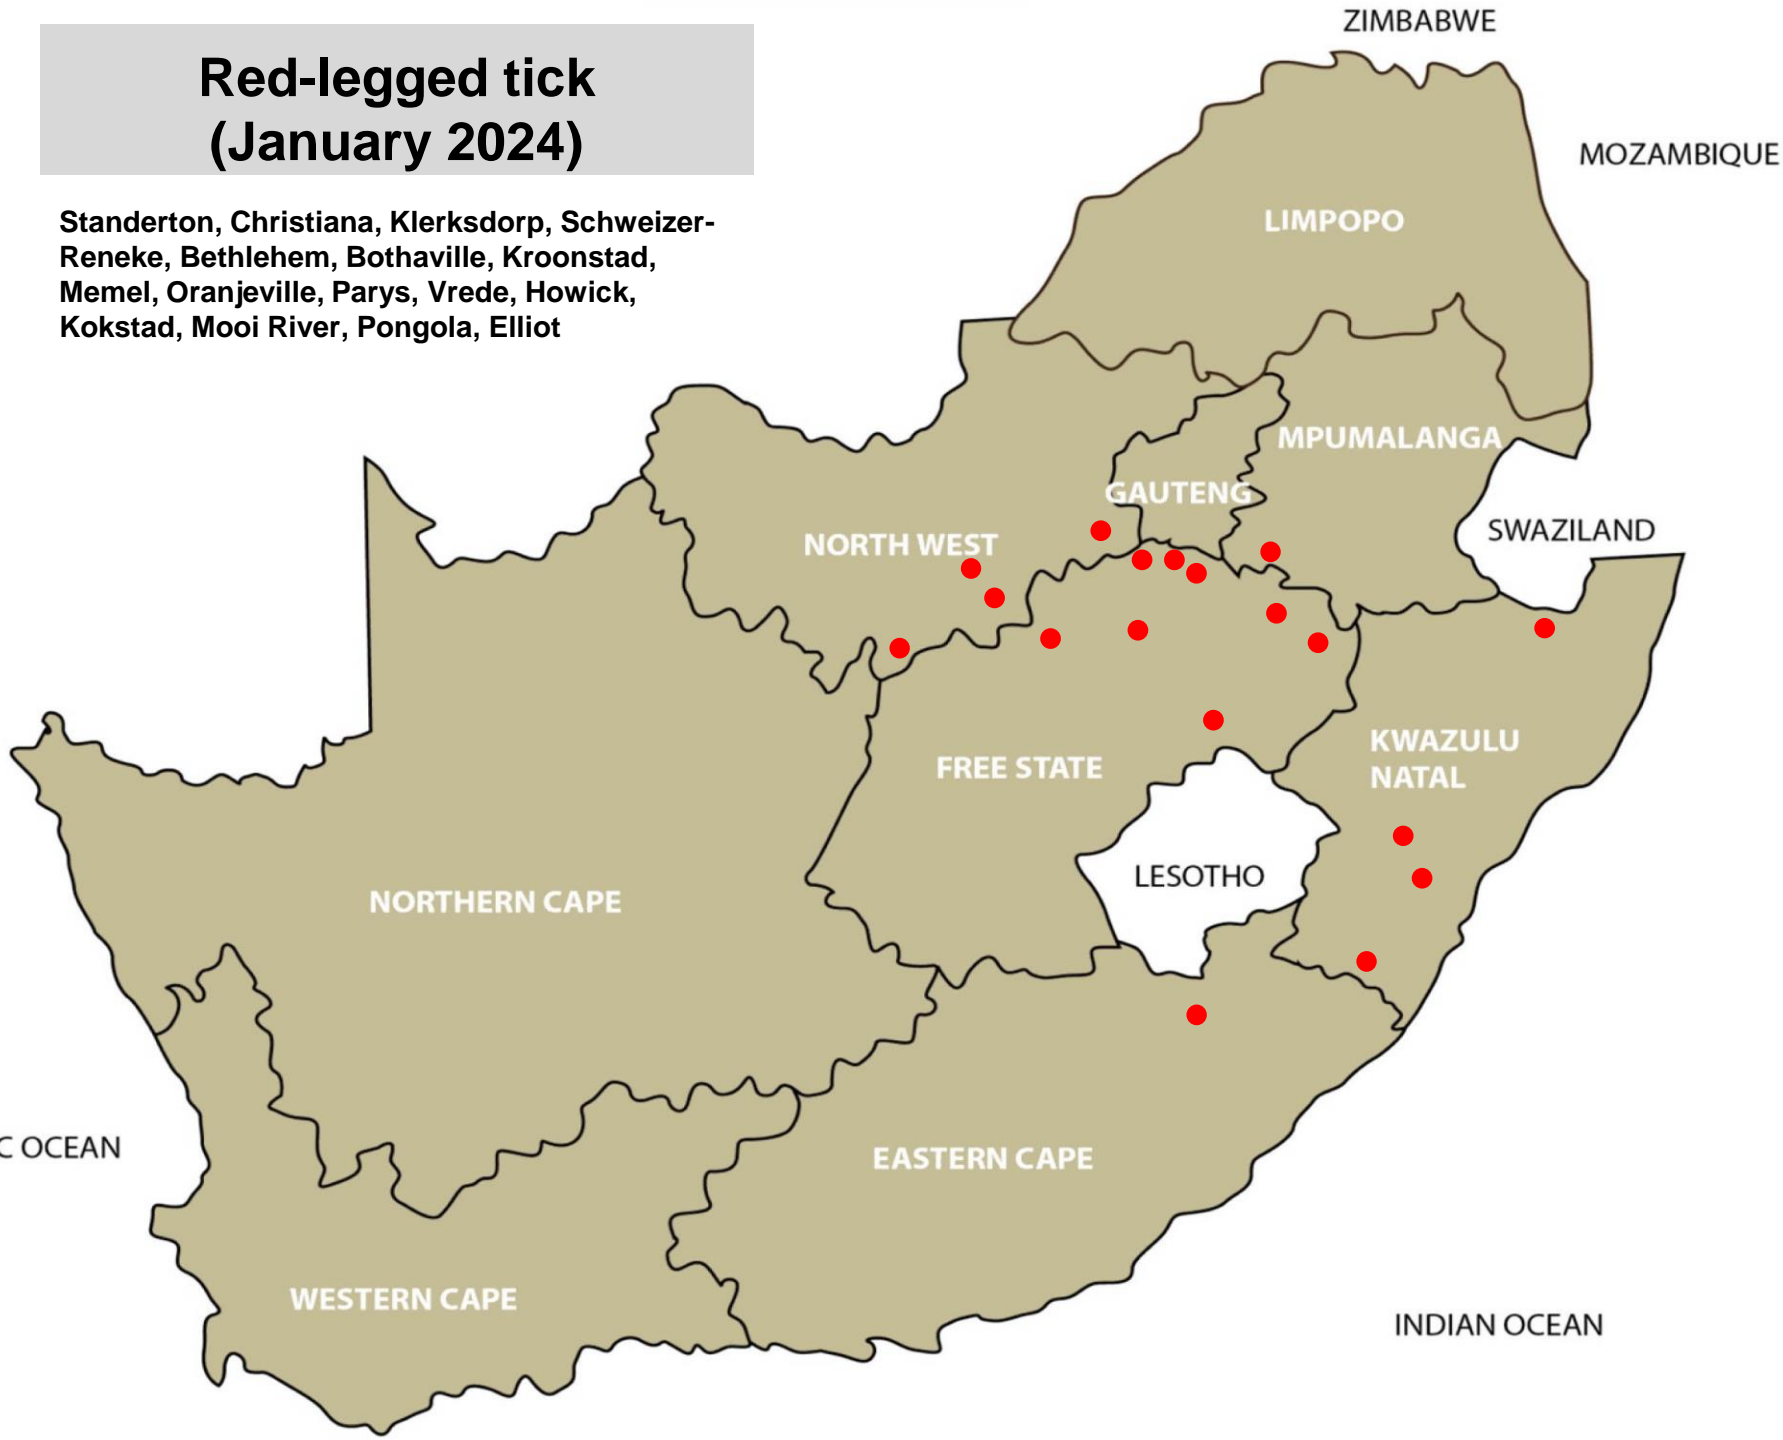 Red-legged tick
(January 2024)
Standerton, Christiana, Klerksdorp, Schweizer-
Reneke, Bethlehem, Bothaville, Kroonstad,
Memel, Oranjeville, Parys, Vrede, Howick,
Kokstad, Mooi River, Pongola, Elliot
ZIMBABWE
MOZAMBIQUE
LIMPOPO
MPUMALANGA
GAUTENG
SWAZILAND
NORTH WEST
KWAZULU
NATAL
FREE STATE
LESOTHO
NORTHERN CAPE
C OCEAN
EASTERN CAPE
WESTERN CAPE
INDIAN OCEAN